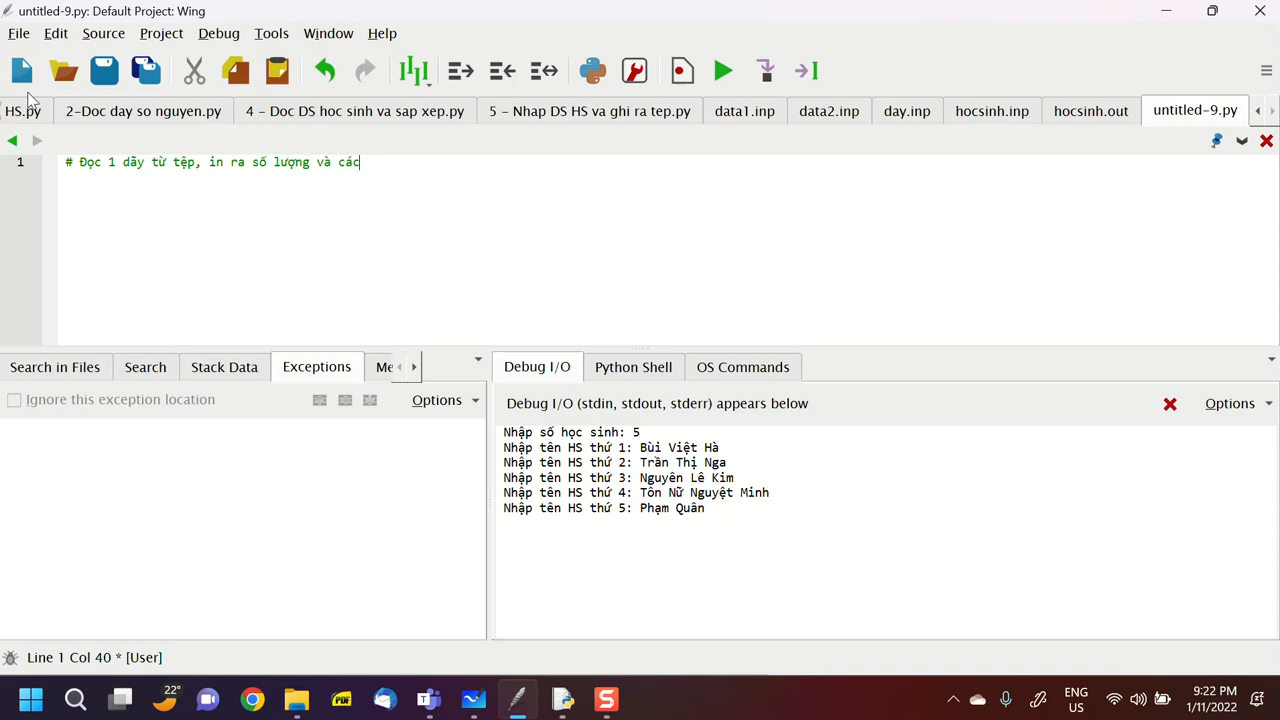 untitled-9.py: Default Project: Wing
File Edit Source Project Debug Tools Window Help
HS.py 2-Doc day so nguyen.py 4 - Doc DS hoc sinh va sap xep.py 5 - Nhap DS HS va ghi ra tep.py data1.inp data2.inp day.inp hocsinh.inp hocsinh.out untitled-9.py
1 # Đọc 1 dãy từ tệp, in ra số lượng và các
Search in Files Search Stack Data Exceptions Me
Debug I/O Python Shell OS Commands
Ignore this exception location Options
Debug I/O (stdin, stdout, stderr) appears below Options
Nhập số học sinh: 5
Nhập tên HS thứ 1: Bùi Việt Hà
Nhập tên HS thứ 2: Trần Thị Nga
Nhập tên HS thứ 3: Nguyên Lê Kim
Nhập tên HS thứ 4: Tôn Nữ Nguyệt Minh
Nhập tên HS thứ 5: Phạm Quân
Line 1 Col 40 * [User]
22°
PDF
ENG
US
9:22 PM
1/11/2022